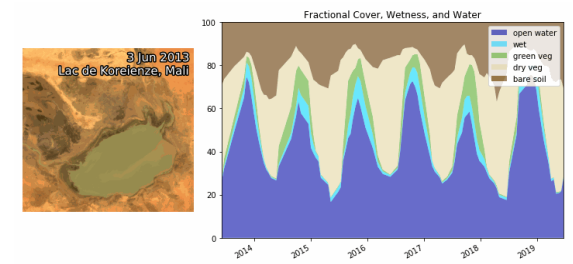 3 Jun 2013
Lac de Koreienze, Mali
Fractional Cover, Wetness, and Water
100
80
60
40
20
0
open water
wet
green veg
dry veg
bare soil
2014
2015
2016
2017
2018
2019